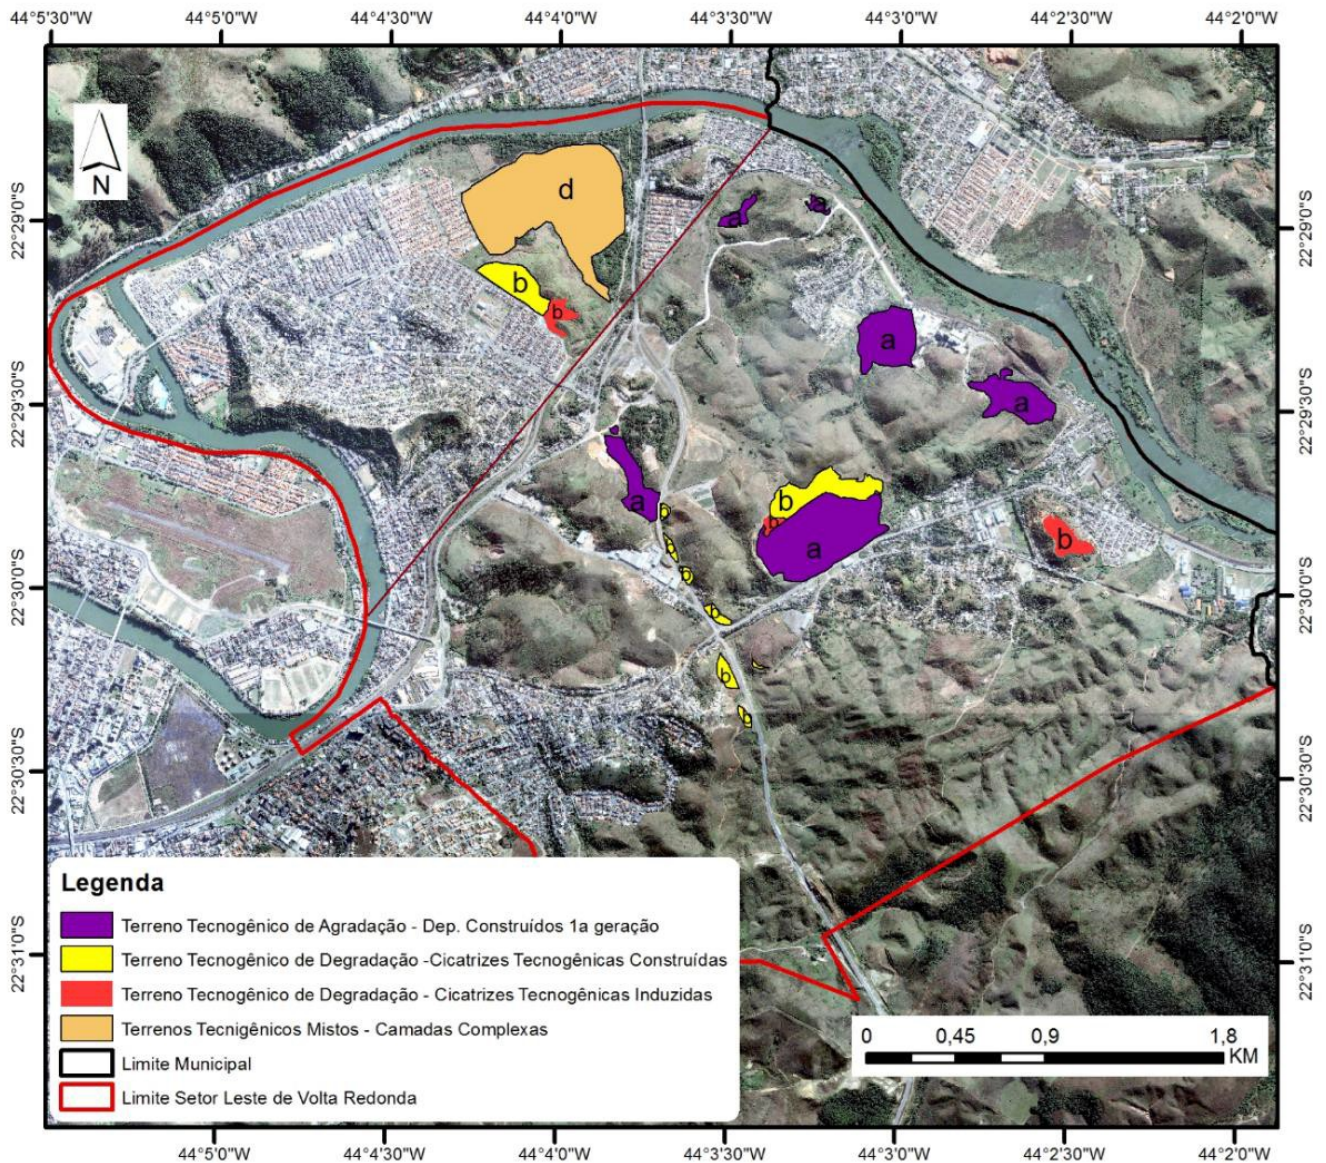 44°5'30"W 44°5'0"W 44°4'30"W 44°4'0"W 44°3'30"W 44°3'0"W 44°2'30"W 44°2'0"W
N
22°29'0"S
22°29'30"S
22°30'0"S
22°30'30"S
22°31'0"S
d
b
b
a
a
a
a
a
b
b
a
b
b
b
22°29'0"S
22°29'30"S
22°30'0"S
22°30'30"S
22°31'0"S
Legenda
Terreno Tecnogênico de Agradação - Dep. Construídos 1a geração
Terreno Tecnogênico de Degradação -Cicatrizes Tecnogênicas Construídas
Terreno Tecnogênico de Degradação - Cicatrizes Tecnogênicas Induzidas
Terrenos Tecnigênicos Mistos - Camadas Complexas
Limite Municipal
Limite Setor Leste de Volta Redonda
0 0,45 0,9 1,8
KM
44°5'0"W 44°4'30"W 44°4'0"W 44°3'30"W 44°3'0"W 44°2'30"W 44°2'0"W